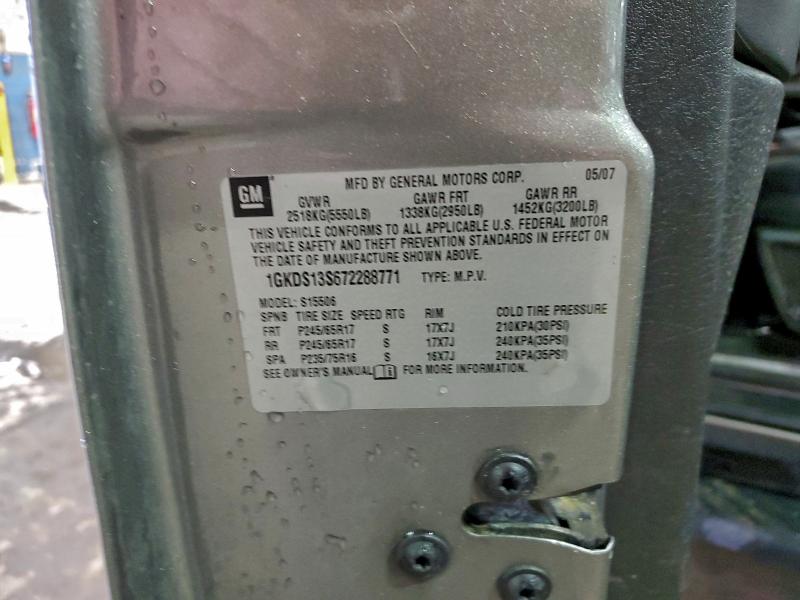 GM
MFD BY GENERAL MOTORS CORP. 05/07
GVWR GAWR FRT GAWR RR
2518KG(5550LB) 1338KG(2950LB) 1452KG(3200LB)
THIS VEHICLE CONFORMS TO ALL APPLICABLE U.S. FEDERAL MOTOR
VEHICLE SAFETY AND THEFT PREVENTION STANDARDS IN EFFECT ON
THE DATE OF MANUFACTURE SHOWN ABOVE.
1GKDS13S672288771 TYPE: M.P.V.
MODEL: S15506
SPNB TIRE SIZE SPEED RTG RIM COLD TIRE PRESSURE
FRT P245/65R17 S 17X7J 210KPA(30PSI)
RR P245/65R17 S 17X7J 240KPA(35PSI)
SPA P235/75R16 S 16X7J 240KPA(35PSI)
SEE OWNER'S MANUAL i FOR MORE INFORMATION.